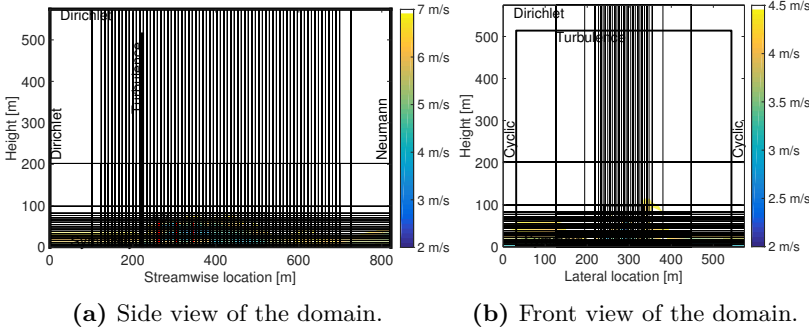 Dirichlet
Turbulence
Dirichlet
Neumann
Height [m]
500
400
300
200
100
0
0
200
400
600
800
Streamwise location [m]
7 m/s
6 m/s
5 m/s
4 m/s
3 m/s
2 m/s
(a) Side view of the domain.
Dirichlet
Turbulence
Cyclic
Cyclic
Height [m]
500
400
300
200
100
0
0
100
200
300
400
500
Lateral location [m]
4.5 m/s
4 m/s
3.5 m/s
3 m/s
2.5 m/s
2 m/s
(b) Front view of the domain.